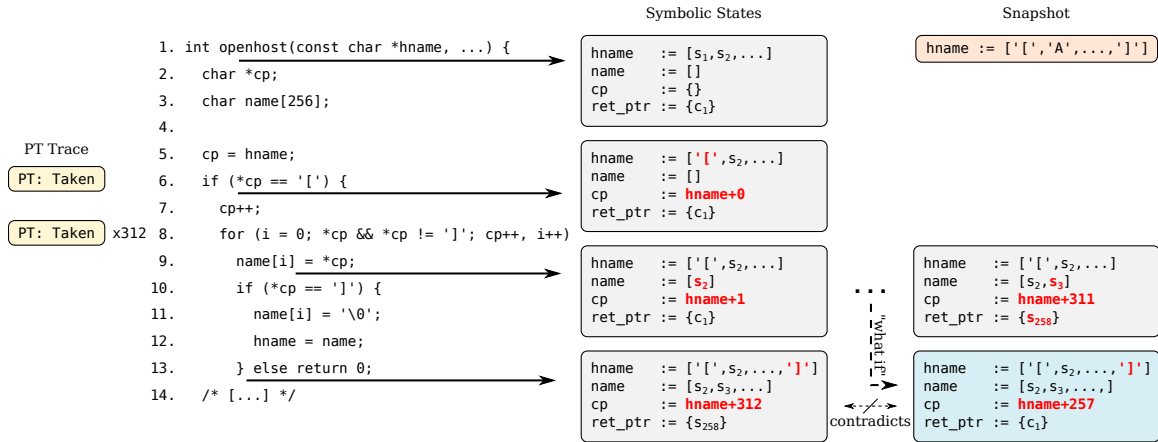 Symbolic States
Snapshot
1. int openhost(const char *hname, ...) {
2. char *cp;
3. char name[256];
4.
5. cp = hname;
6. if (*cp == '[') {
7. cp++;
8. for (i = 0; *cp && *cp != ']'; cp++, i++)
9. name[i] = *cp;
10. if (*cp == ']') {
11. name[i] = '\0';
12. hname = name;
13. } else return 0;
14. /* [...] */
PT Trace
PT: Taken
PT: Taken x312
hname := [s₁,s₂,...]
name := []
cp := {}
ret_ptr := {c₁}
hname := ['[','A',...,']']
hname := ['[',s₂,...]
name := []
cp := hname+0
ret_ptr := {c₁}
hname := ['[',s₂,...]
name := [s₂]
cp := hname+1
ret_ptr := {c₁}
...
hname := ['[',s₂,...]
name := [s₂,s₃]
cp := hname+311
ret_ptr := {s₂₅₈}
"what if"
hname := ['[',s₂,...,']']
name := [s₂,s₃,...]
cp := hname+312
ret_ptr := {s₂₅₈}
contradicts
hname := ['[',s₂,...,']']
name := [s₂,s₃,...,]
cp := hname+257
ret_ptr := {c₁}